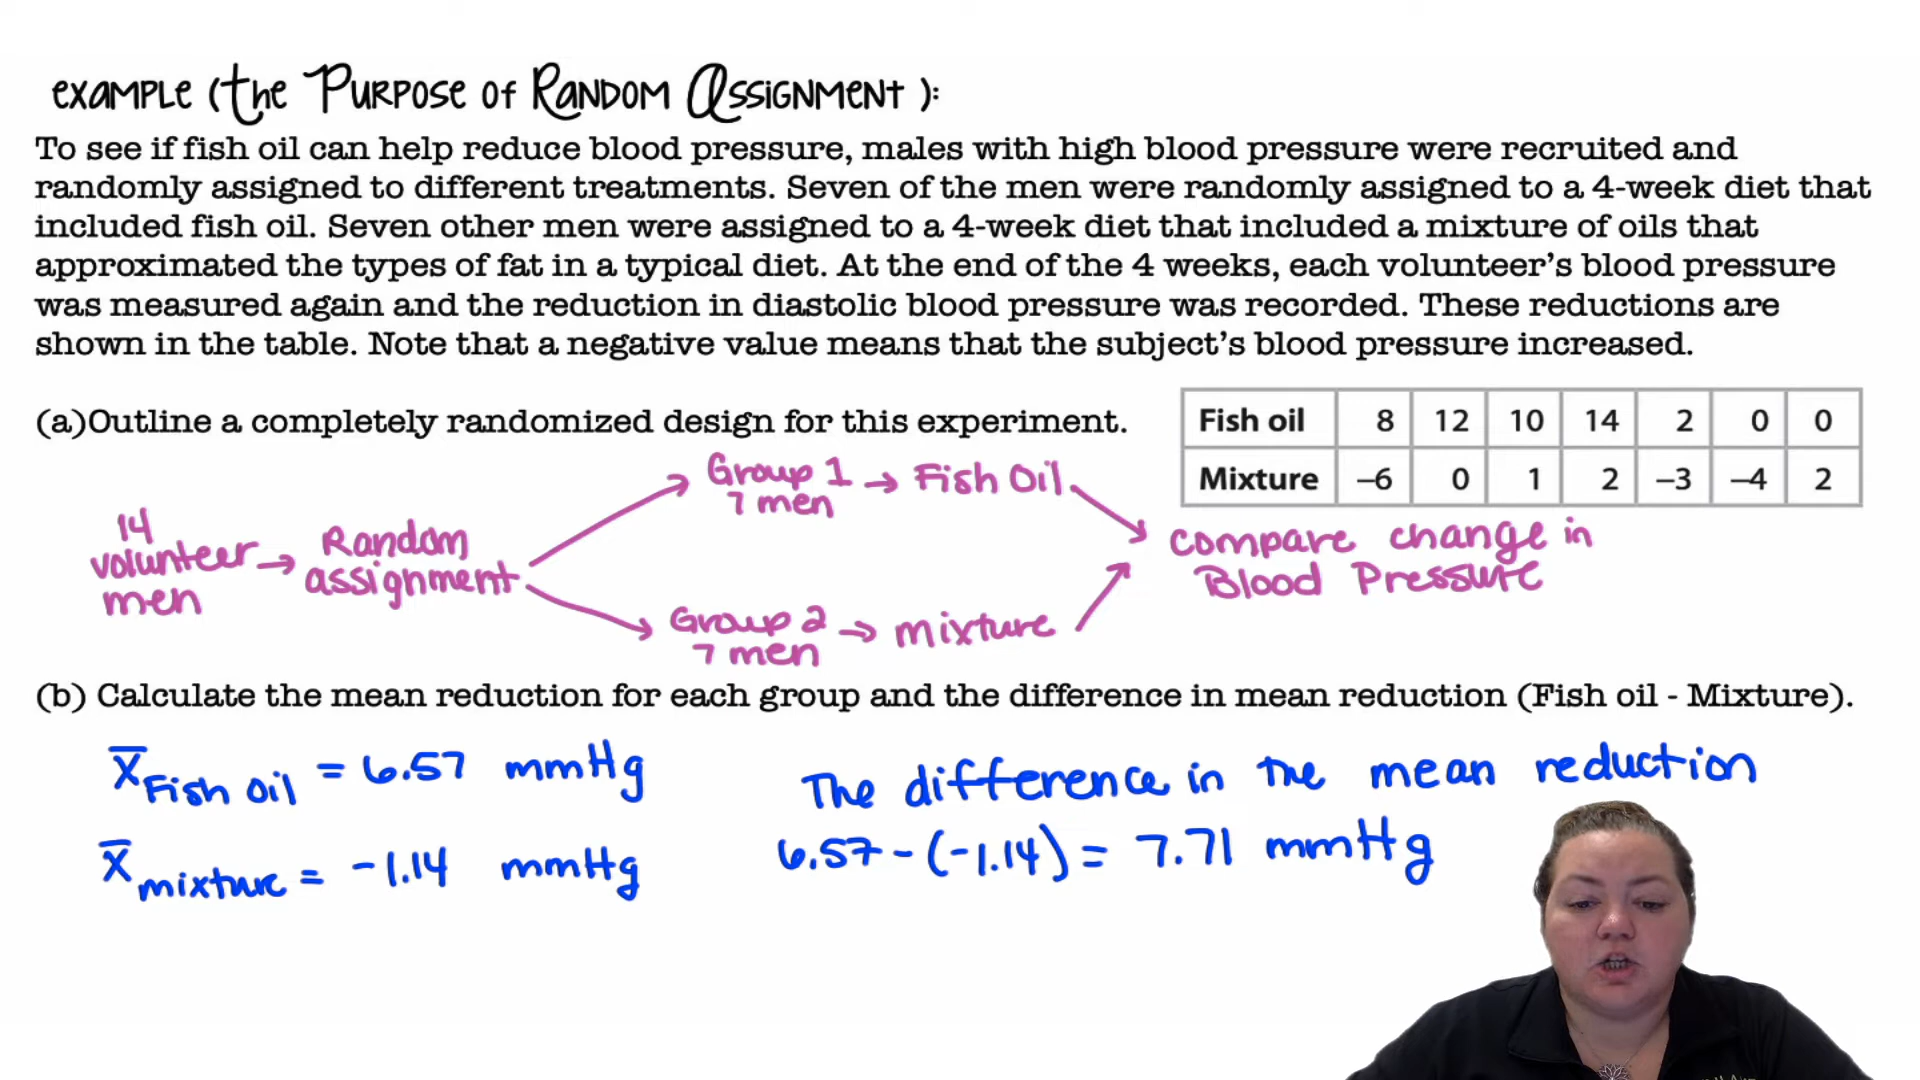 example (the Purpose of Random Assignment):
To see if fish oil can help reduce blood pressure, males with high blood pressure were recruited and
randomly assigned to different treatments. Seven of the men were randomly assigned to a 4-week diet that
included fish oil. Seven other men were assigned to a 4-week diet that included a mixture of oils that
approximated the types of fat in a typical diet. At the end of the 4 weeks, each volunteer's blood pressure
was measured again and the reduction in diastolic blood pressure was recorded. These reductions are
shown in the table. Note that a negative value means that the subject's blood pressure increased.
(a)Outline a completely randomized design for this experiment.
Fish oil 8 12 10 14 2 0 0
Mixture –6 0 1 2 –3 –4 2
14
volunteer →
men
Random
assignment
Group 1 → Fish Oil
7 men
Group 2 → mixture
7 men
compare change in
Blood Pressure
(b) Calculate the mean reduction for each group and the difference in mean reduction (Fish oil - Mixture).
x̅ Fish Oil = 6.57 mmHg
x̅ mixture = -1.14 mmHg
The difference in the mean reduction
6.57 - (-1.14) = 7.71 mmHg